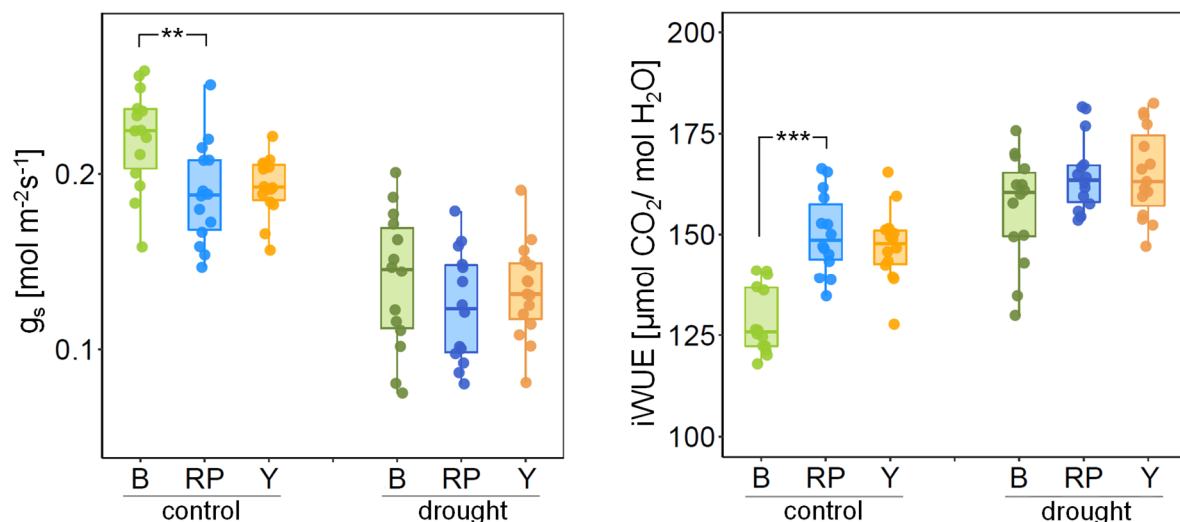 gₛ [mol m⁻²s⁻¹]
0.2
0.1
**
B RP Y B RP Y
control drought
iWUE [µmol CO₂/ mol H₂O]
200
175
150
125
100
***
B RP Y B RP Y
control drought